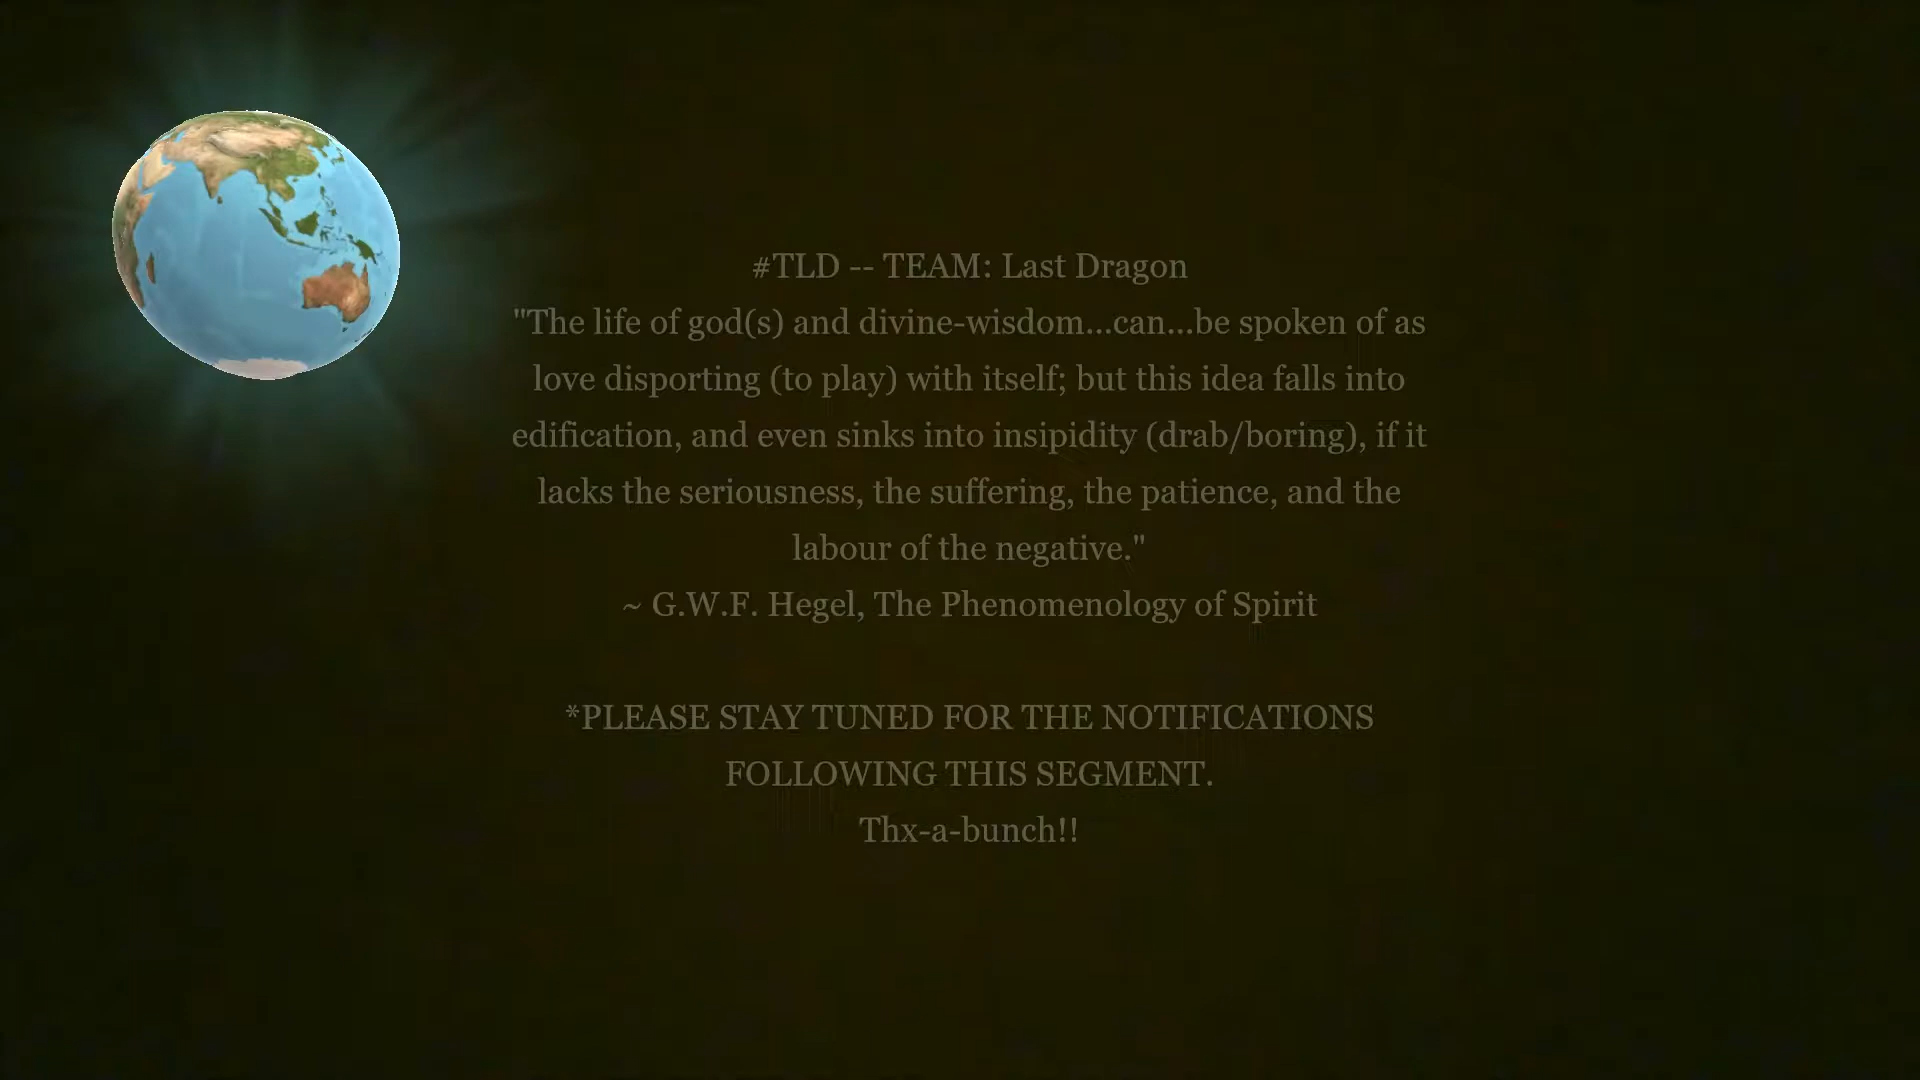 #TLD -- TEAM: Last Dragon
"The life of god(s) and divine-wisdom...can...be spoken of as
love disporting (to play) with itself; but this idea falls into
edification, and even sinks into insipidity (drab/boring), if it
lacks the seriousness, the suffering, the patience, and the
labour of the negative."
~ G.W.F. Hegel, The Phenomenology of Spirit
*PLEASE STAY TUNED FOR THE NOTIFICATIONS
FOLLOWING THIS SEGMENT.
Thx-a-bunch!!